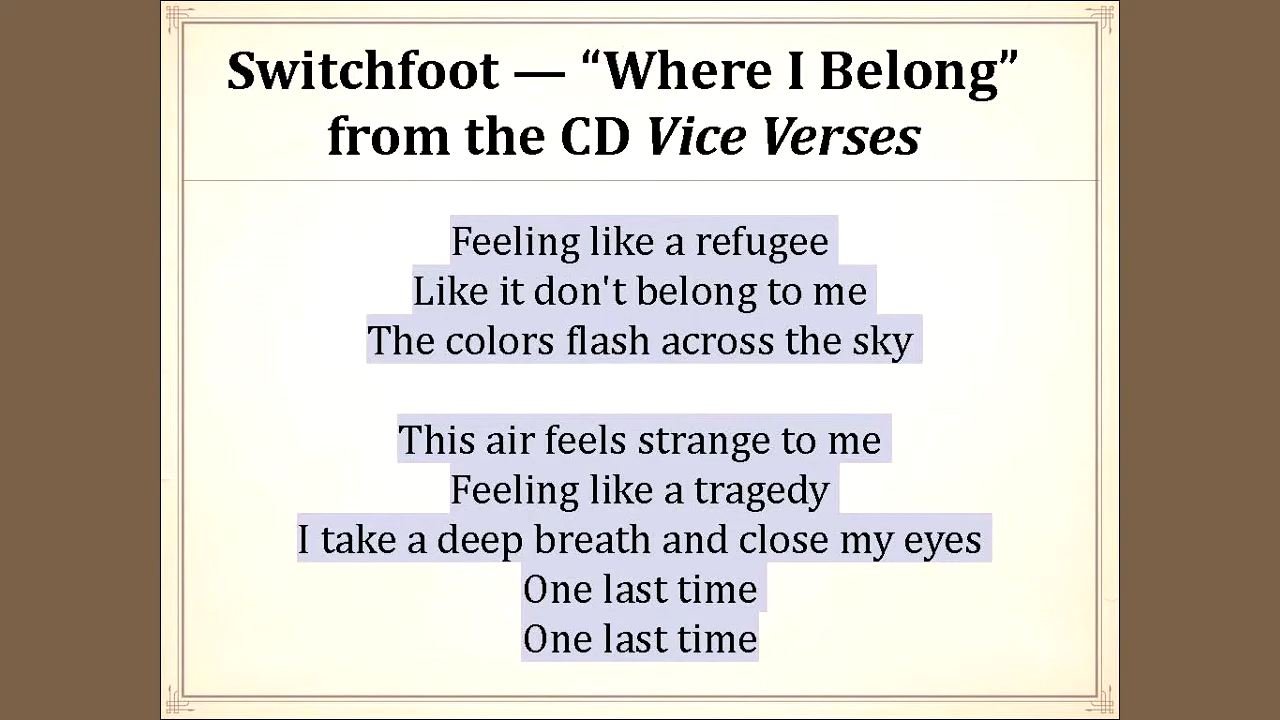 Switchfoot — “Where I Belong”
from the CD Vice Verses
Feeling like a refugee
Like it don't belong to me
The colors flash across the sky
This air feels strange to me
Feeling like a tragedy
I take a deep breath and close my eyes
One last time
One last time